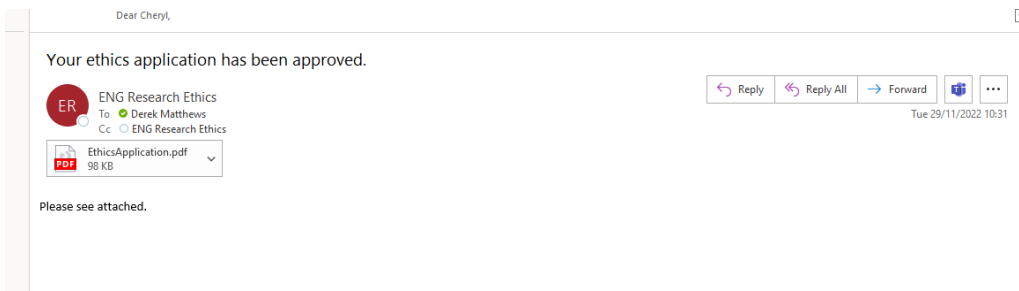 Dear Cheryl,
Your ethics application has been approved.
ER
ENG Research Ethics
To Derek Matthews
Cc ENG Research Ethics
Reply
Reply All
Forward
Tue 29/11/2022 10:31
PDF
EthicsApplication.pdf
98 KB
Please see attached.